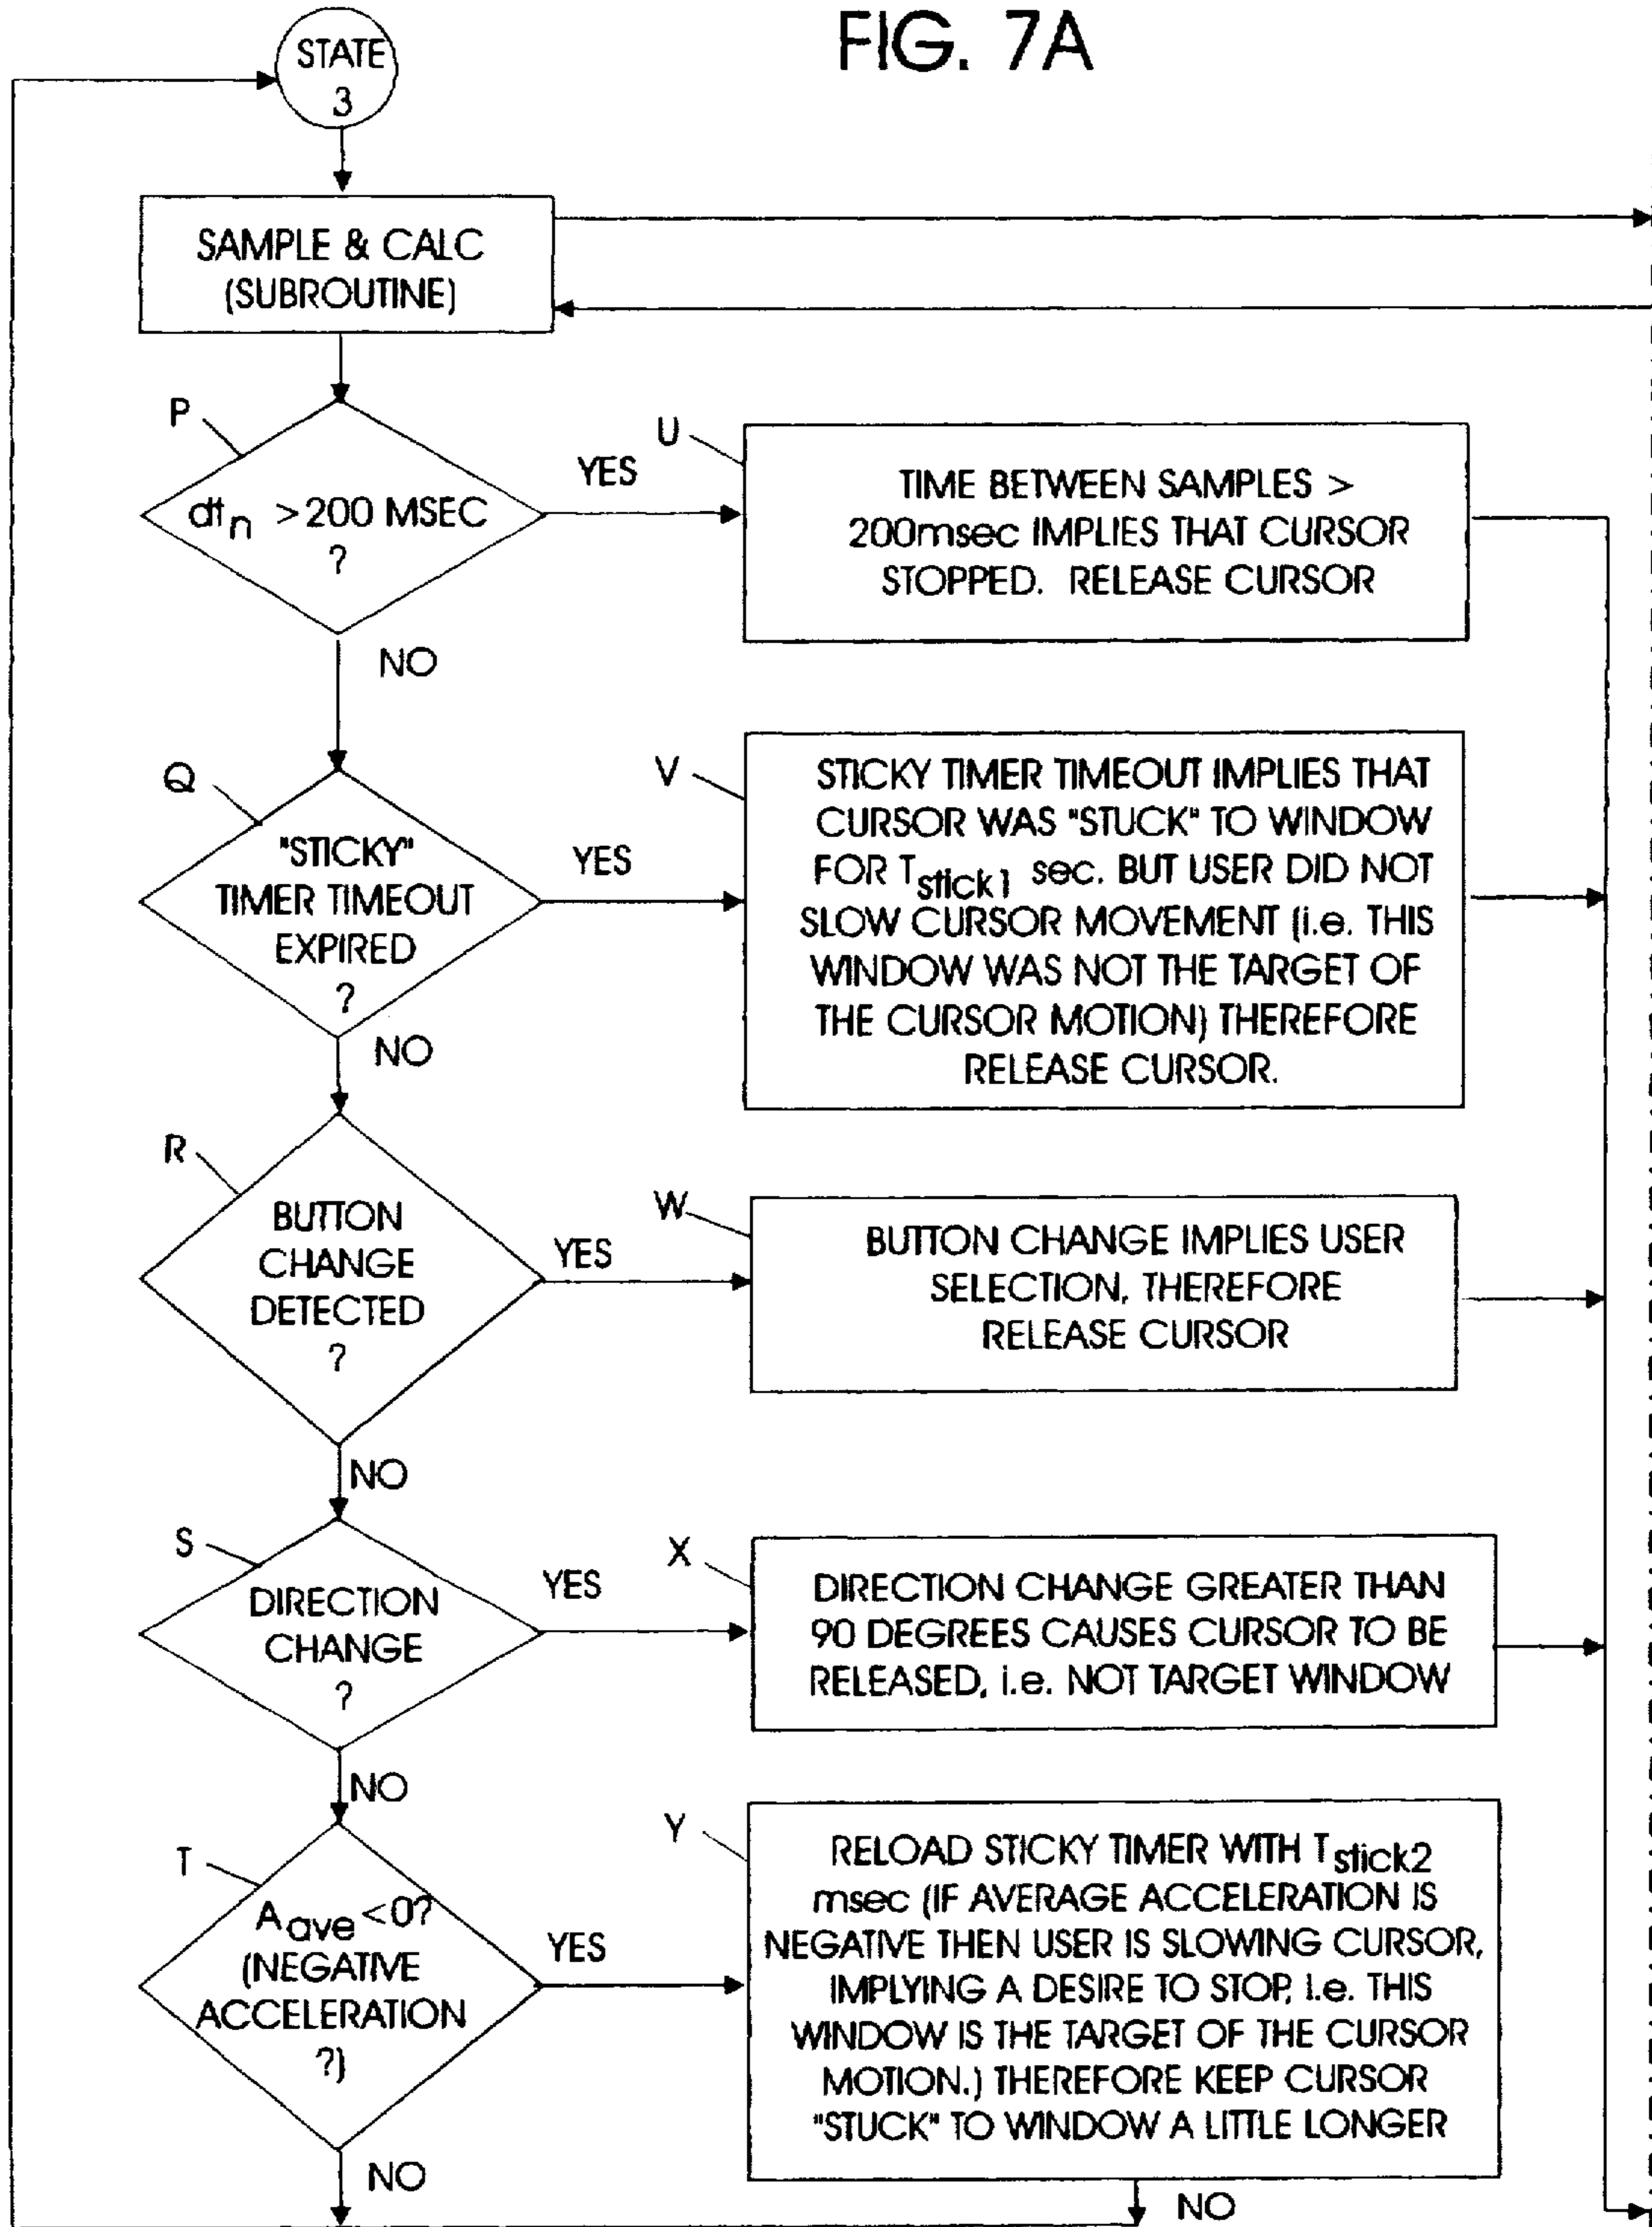 FIG. 7A
STATE
3
SAMPLE & CALC
(SUBROUTINE)
P
dtn >200 MSEC
?
YES
NO
U
TIME BETWEEN SAMPLES >
200msec IMPLIES THAT CURSOR
STOPPED. RELEASE CURSOR
Q
"STICKY"
TIMER TIMEOUT
EXPIRED
?
YES
NO
V
STICKY TIMER TIMEOUT IMPLIES THAT
CURSOR WAS "STUCK" TO WINDOW
FOR Tstick1 sec. BUT USER DID NOT
SLOW CURSOR MOVEMENT (i.e. THIS
WINDOW WAS NOT THE TARGET OF
THE CURSOR MOTION) THEREFORE
RELEASE CURSOR.
R
BUTTON
CHANGE
DETECTED
?
YES
NO
W
BUTTON CHANGE IMPLIES USER
SELECTION, THEREFORE
RELEASE CURSOR
S
DIRECTION
CHANGE
?
YES
NO
X
DIRECTION CHANGE GREATER THAN
90 DEGREES CAUSES CURSOR TO BE
RELEASED, i.e. NOT TARGET WINDOW
T
Aave <0?
(NEGATIVE
ACCELERATION
?)
YES
NO
Y
RELOAD STICKY TIMER WITH Tstick2
msec (IF AVERAGE ACCELERATION IS
NEGATIVE THEN USER IS SLOWING CURSOR,
IMPLYING A DESIRE TO STOP, i.e. THIS
WINDOW IS THE TARGET OF THE CURSOR
MOTION.) THEREFORE KEEP CURSOR
"STUCK" TO WINDOW A LITTLE LONGER
NO